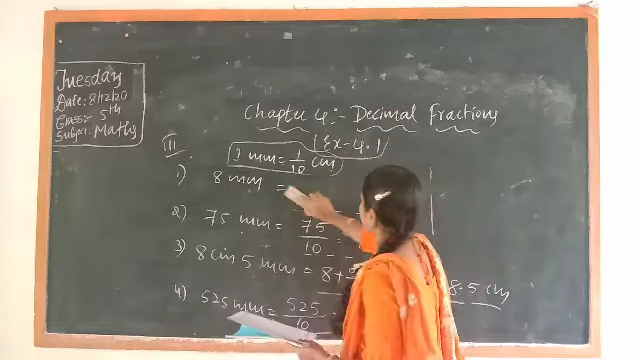 Tuesday
Date: 8/12/20
Class:- 5th
Subject: Maths
Chapter 4:- Decimal Fractions
{Ex-4.1}
III
1 mm = 1/10 cm
1) 8 mm =
2) 75 mm = 75/10 =
3) 8 cm 5 mm = 8 +
8.5 cm
4) 525 mm = 525/10